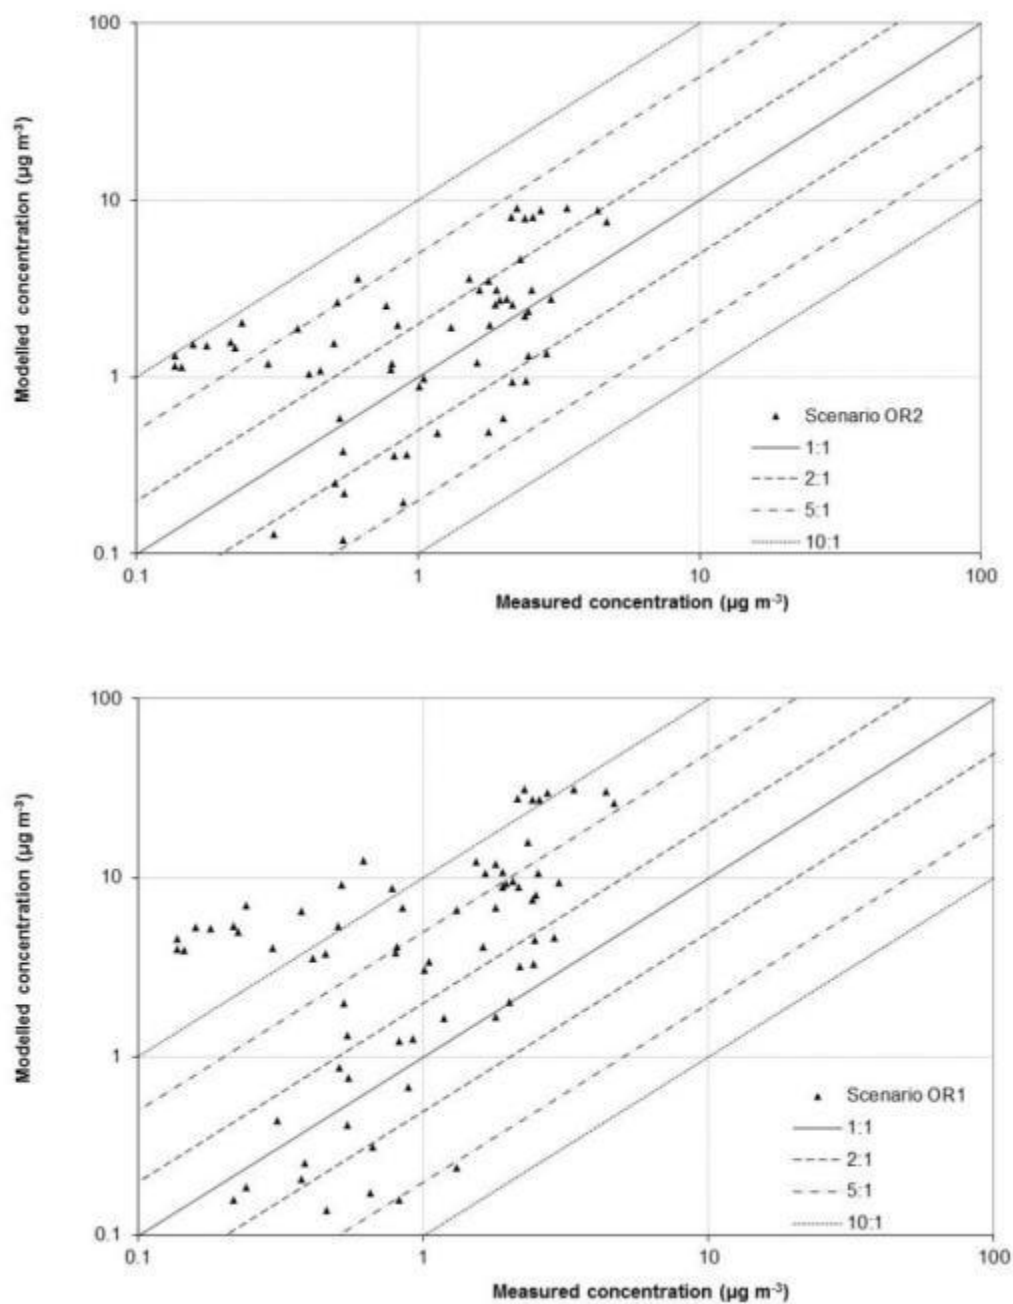 100
10
1
0.1
Modelled concentration (µg m⁻³)
Scenario OR2
1:1
2:1
5:1
10:1
0.1 1 10 100
Measured concentration (µg m⁻³)
100
10
1
0.1
Modelled concentration (µg m⁻³)
Scenario OR1
1:1
2:1
5:1
10:1
0.1 1 10 100
Measured concentration (µg m⁻³)